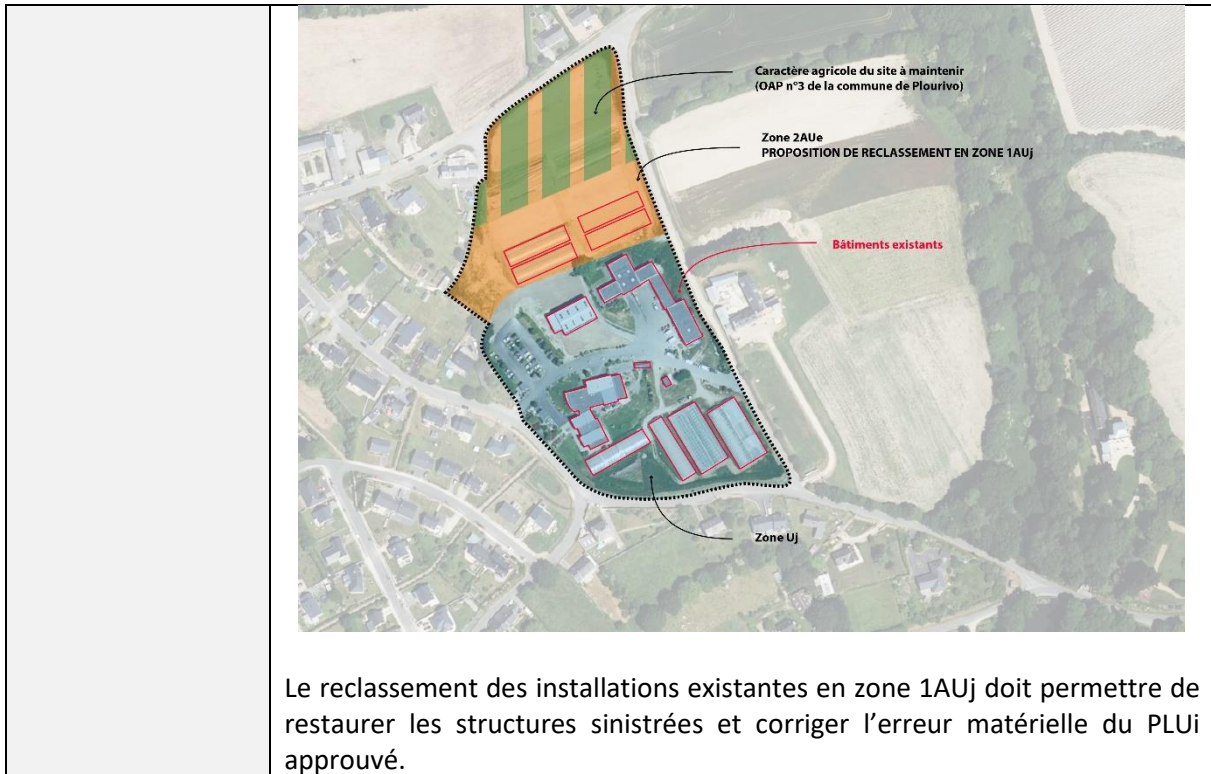 Caractère agricole du site à maintenir
(OAP n°3 de la commune de Plourivo)
Zone 2AUe
PROPOSITION DE RECLASSEMENT EN ZONE 1AUj
Bâtiments existants
Zone Uj
Le reclassement des installations existantes en zone 1AUj doit permettre de
restaurer les structures sinistrées et corriger l’erreur matérielle du PLUi
approuvé.